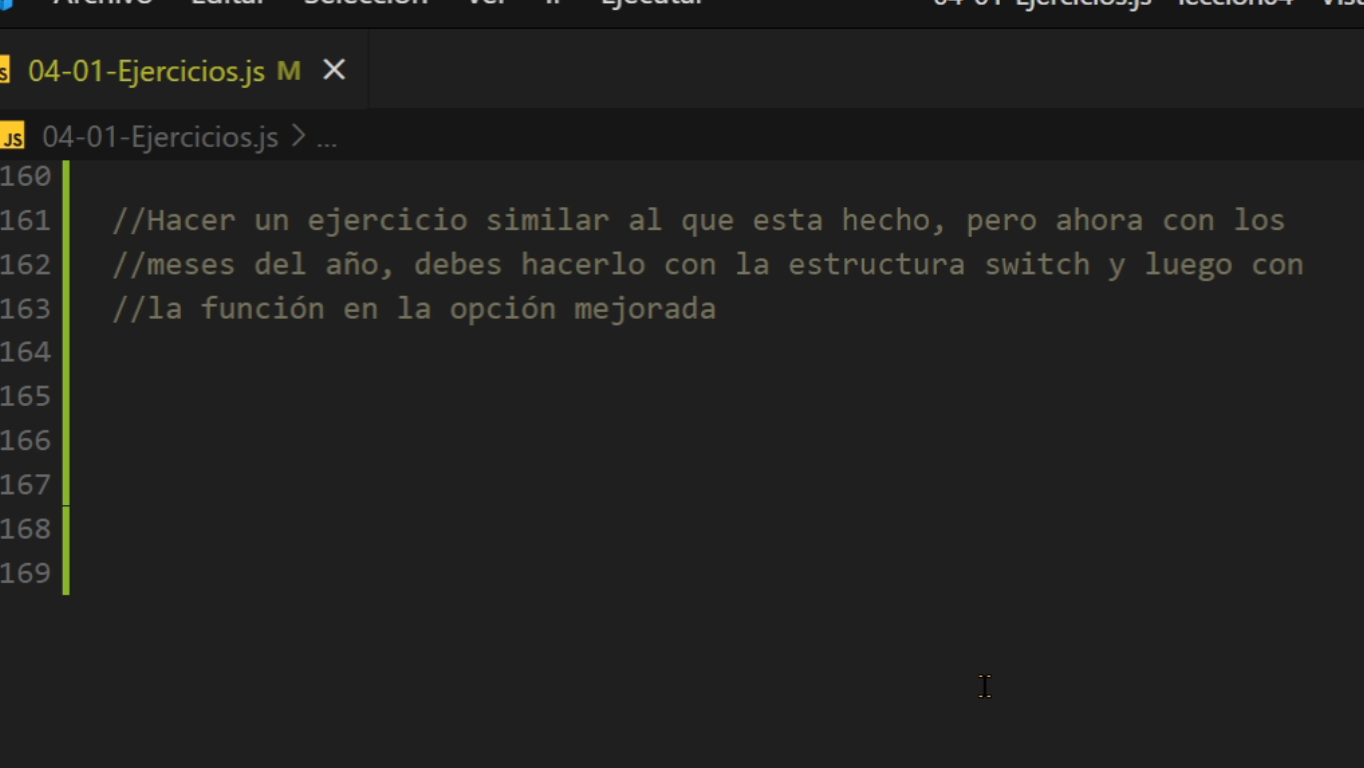 Archivo Editar Selección Ver Ir Ejecutar 04-01-Ejercicios.js leccion04
04-01-Ejercicios.js M
JS 04-01-Ejercicios.js > ...
160
161 //Hacer un ejercicio similar al que esta hecho, pero ahora con los
162 //meses del año, debes hacerlo con la estructura switch y luego con
163 //la función en la opción mejorada
164
165
166
167
168
169